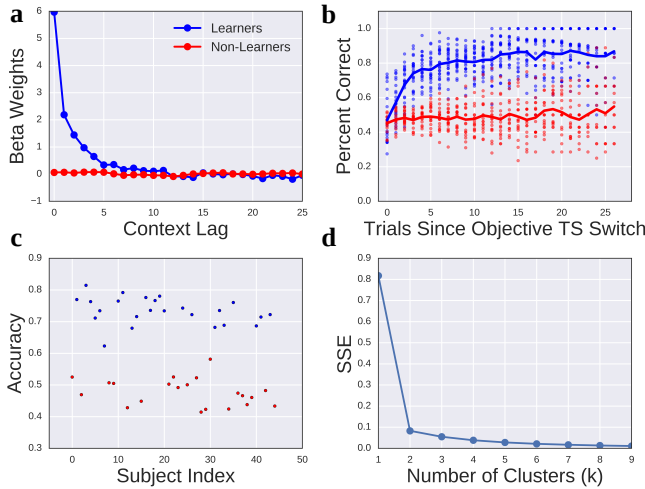 a
6
5
4
3
2
1
0
−1
Beta Weights
Learners
Non-Learners
0 5 10 15 20 25
Context Lag
b
1.0
0.8
0.6
0.4
0.2
0.0
Percent Correct
0 5 10 15 20 25
Trials Since Objective TS Switch
c
0.9
0.8
0.7
0.6
0.5
0.4
0.3
Accuracy
0 10 20 30 40 50
Subject Index
d
0.9
0.8
0.7
0.6
0.5
0.4
0.3
0.2
0.1
0.0
SSE
1 2 3 4 5 6 7 8 9
Number of Clusters (k)